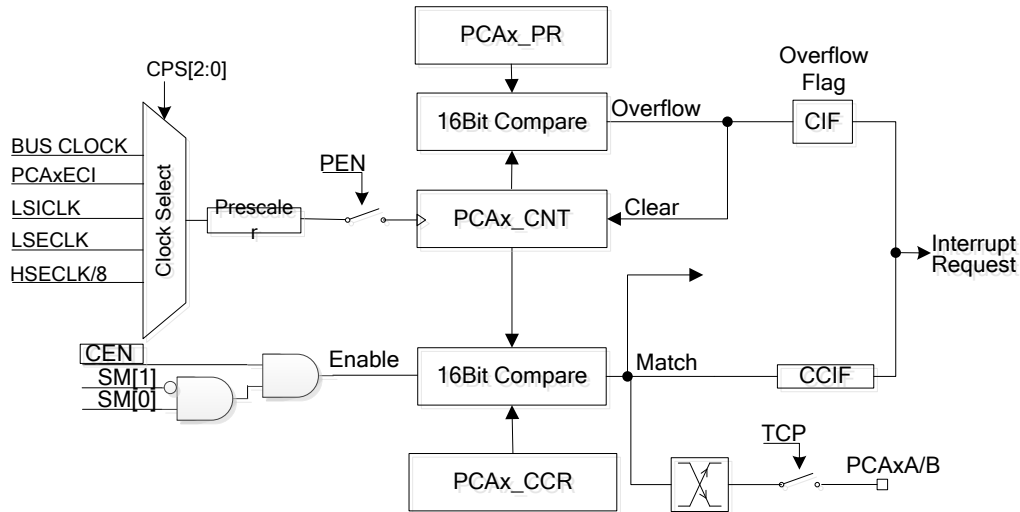 PCAx_PR
Overflow
Flag
CPS[2:0]
16Bit Compare
Overflow
CIF
BUS CLOCK
PCAxECI
LSICLK
LSECLK
HSECLK/8
Clock Select
Prescale
r
PEN
PCAx_CNT
Clear
Interrupt
Request
CEN
SM[1]
SM[0]
Enable
16Bit Compare
Match
CCIF
TCP
PCAx_CCR
PCAxA/B